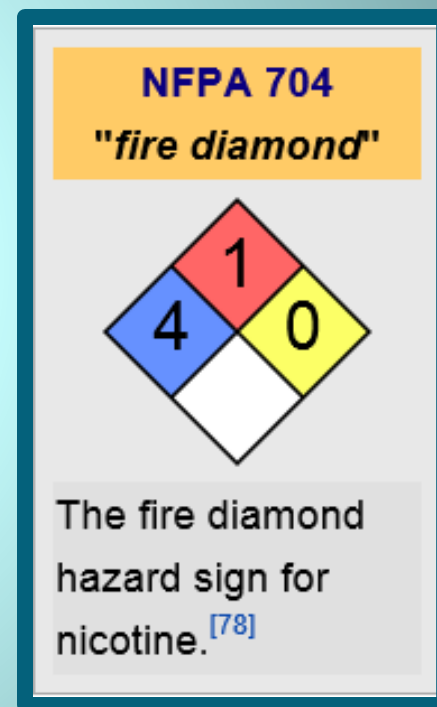 NFPA 704
"fire diamond"
1
4 0
The fire diamond
hazard sign for
nicotine.[78]